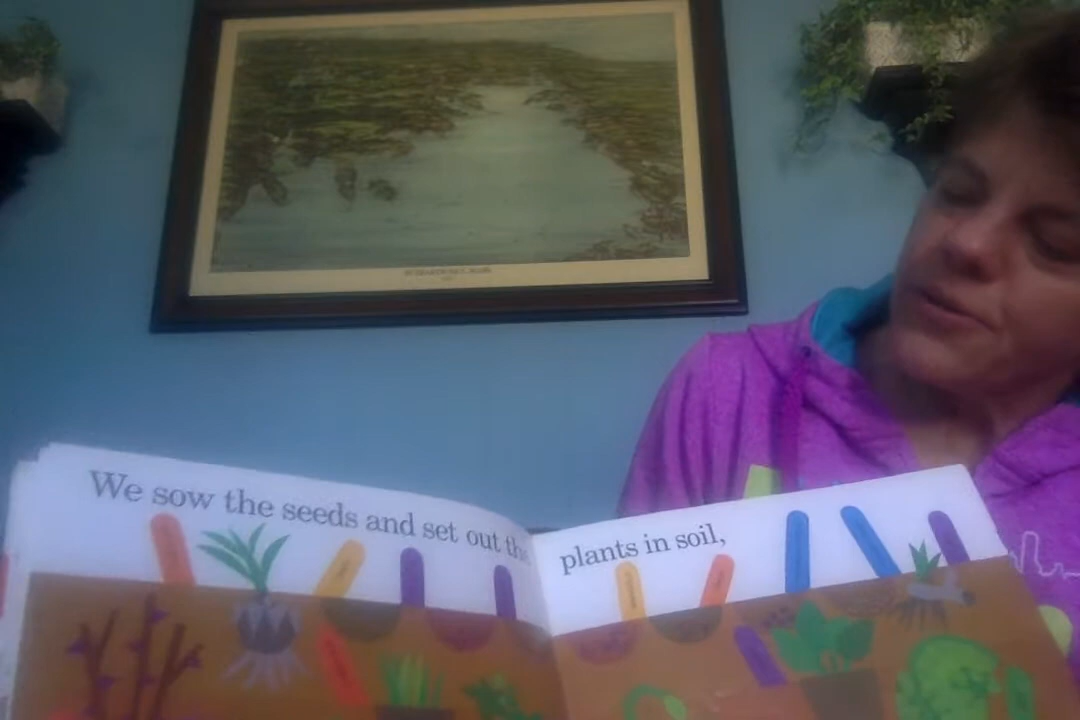 We sow the seeds and set out the
plants in soil,